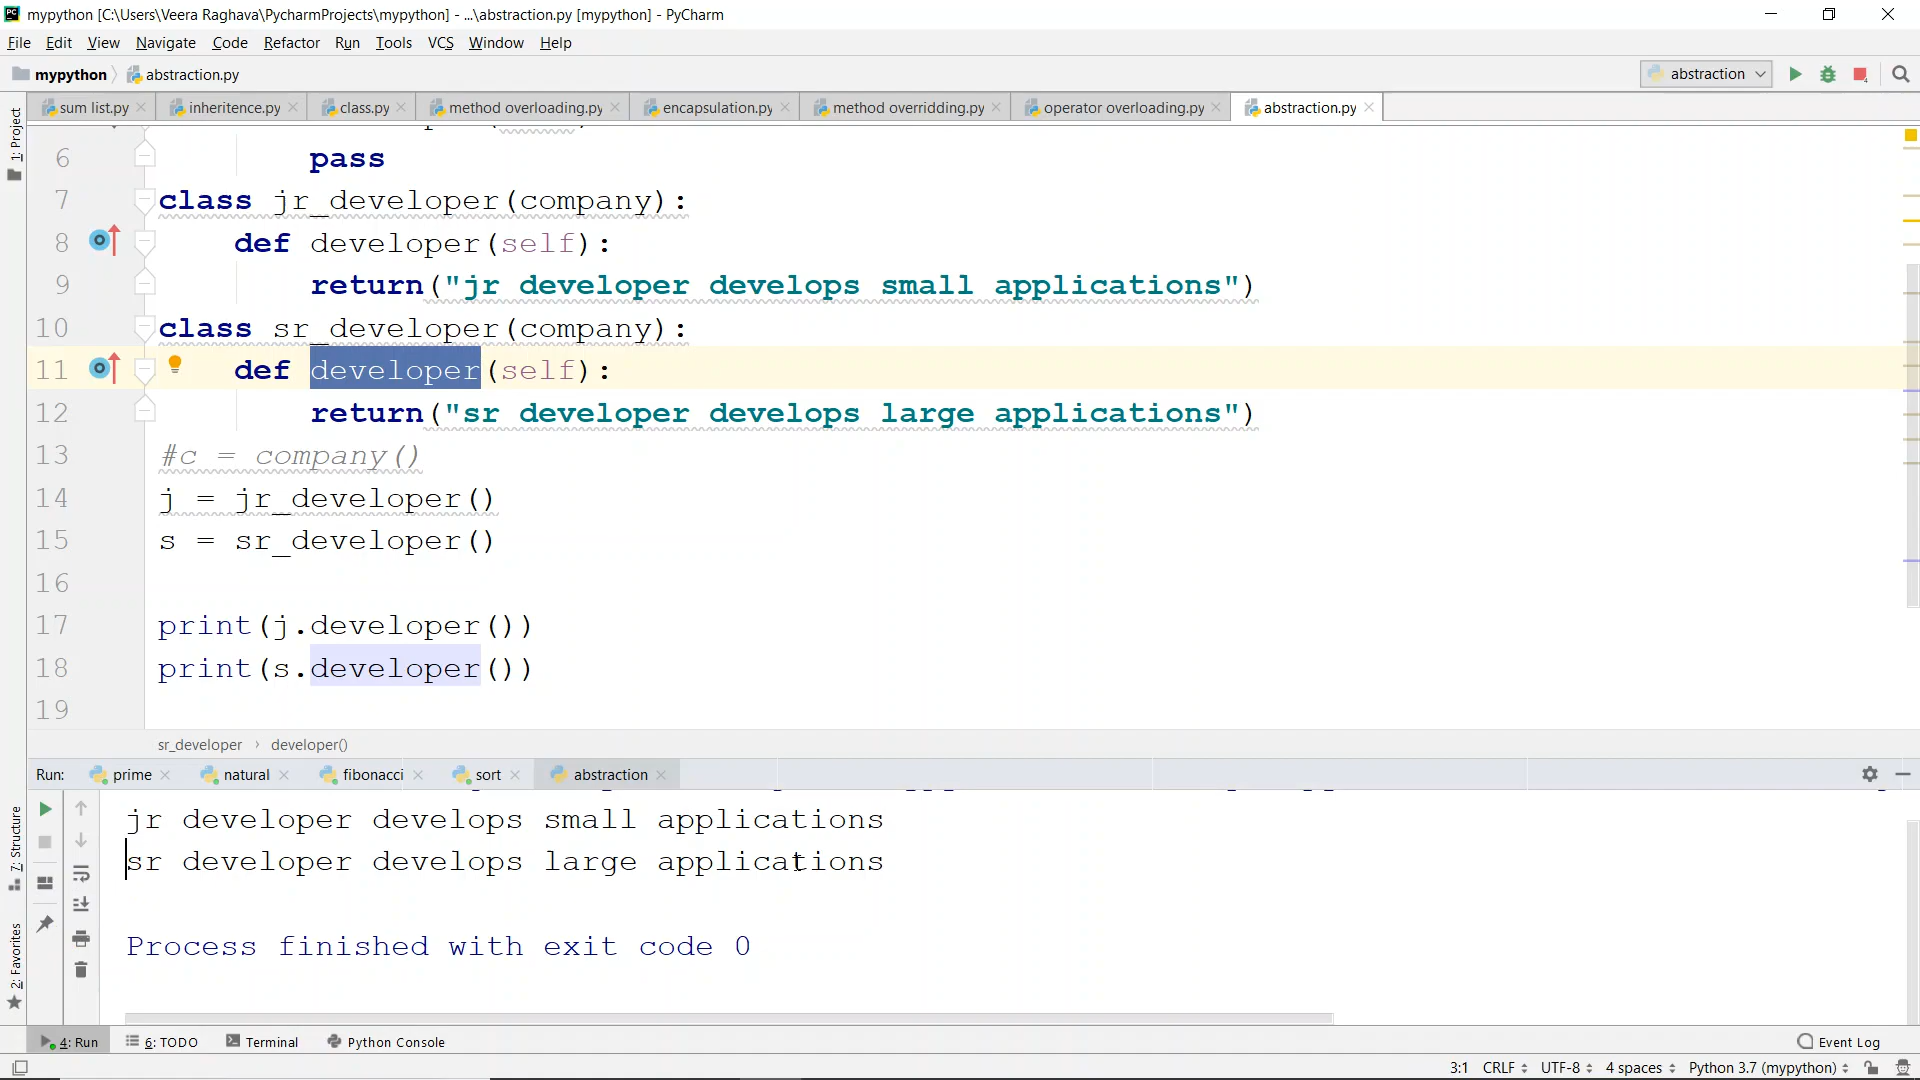 mypython [C:\Users\Veera Raghava\PycharmProjects\mypython] - ...\abstraction.py [mypython] - PyCharm
File Edit View Navigate Code Refactor Run Tools VCS Window Help
mypython abstraction.py abstraction
sum list.py inheritence.py class.py method overloading.py encapsulation.py method overridding.py operator overloading.py abstraction.py
1: Project
6 pass
7 class jr_developer(company):
8 def developer(self):
9 return("jr developer develops small applications")
10 class sr_developer(company):
11 def developer(self):
12 return("sr developer develops large applications")
13 #c = company()
14 j = jr_developer()
15 s = sr_developer()
16
17 print(j.developer())
18 print(s.developer())
19
sr_developer › developer()
Run: prime natural fibonacci sort abstraction
jr developer develops small applications
sr developer develops large applications
Process finished with exit code 0
7: Structure
2: Favorites
4: Run 6: TODO Terminal Python Console Event Log
3:1 CRLF UTF-8 4 spaces Python 3.7 (mypython)